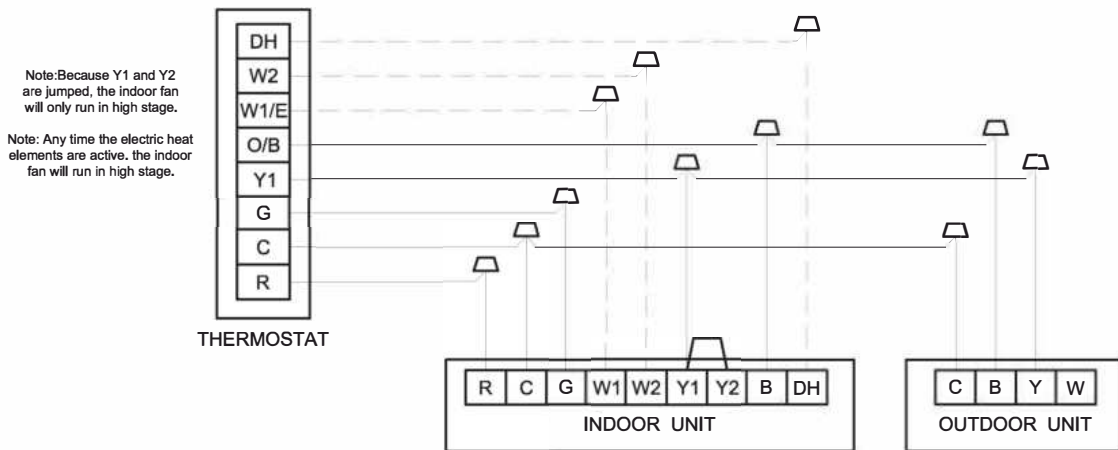 Note:Because Y1 and Y2
are jumped, the indoor fan
will only run in high stage.
Note: Any time the electric heat
elements are active. the indoor
fan will run in high stage.
DH
W2
W1/E
O/B
Y1
G
C
R
THERMOSTAT
R C G W1 W2 Y1 Y2 B DH
INDOOR UNIT
C B Y W
OUTDOOR UNIT